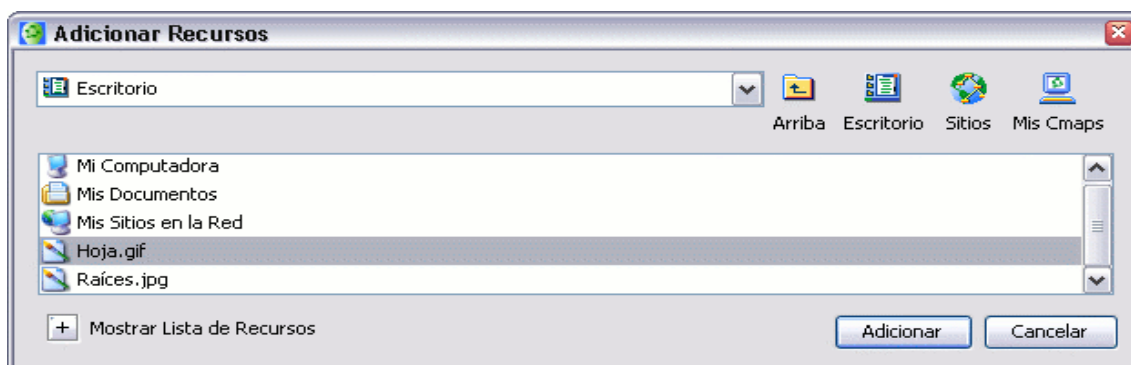 Adicionar Recursos
Escritorio
Arriba Escritorio Sitios Mis Cmaps
Mi Computadora
Mis Documentos
Mis Sitios en la Red
Hoja.gif
Raíces.jpg
+ Mostrar Lista de Recursos Adicionar Cancelar